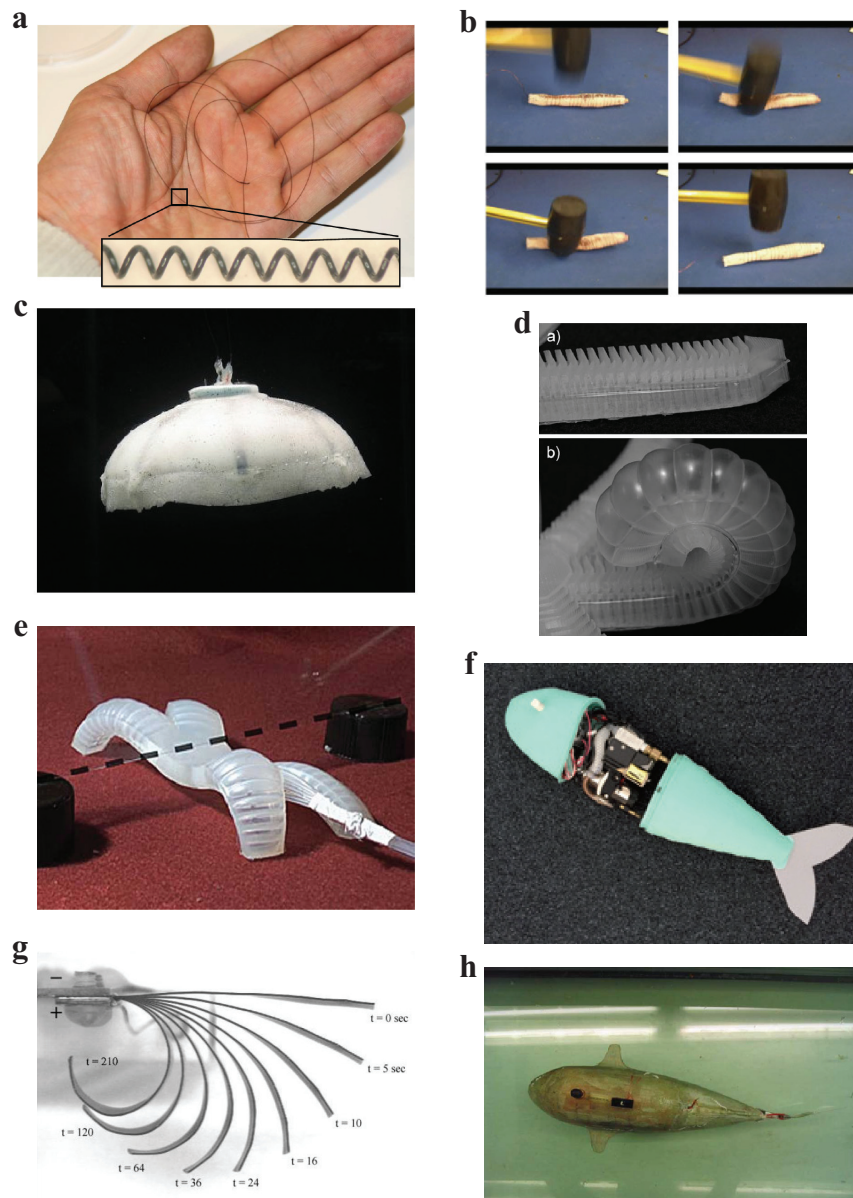 a
b
c
d
a)
b)
e
f
g
−
+
t = 0 sec
t = 5 sec
t = 10
t = 16
t = 24
t = 36
t = 64
t = 120
t = 210
h